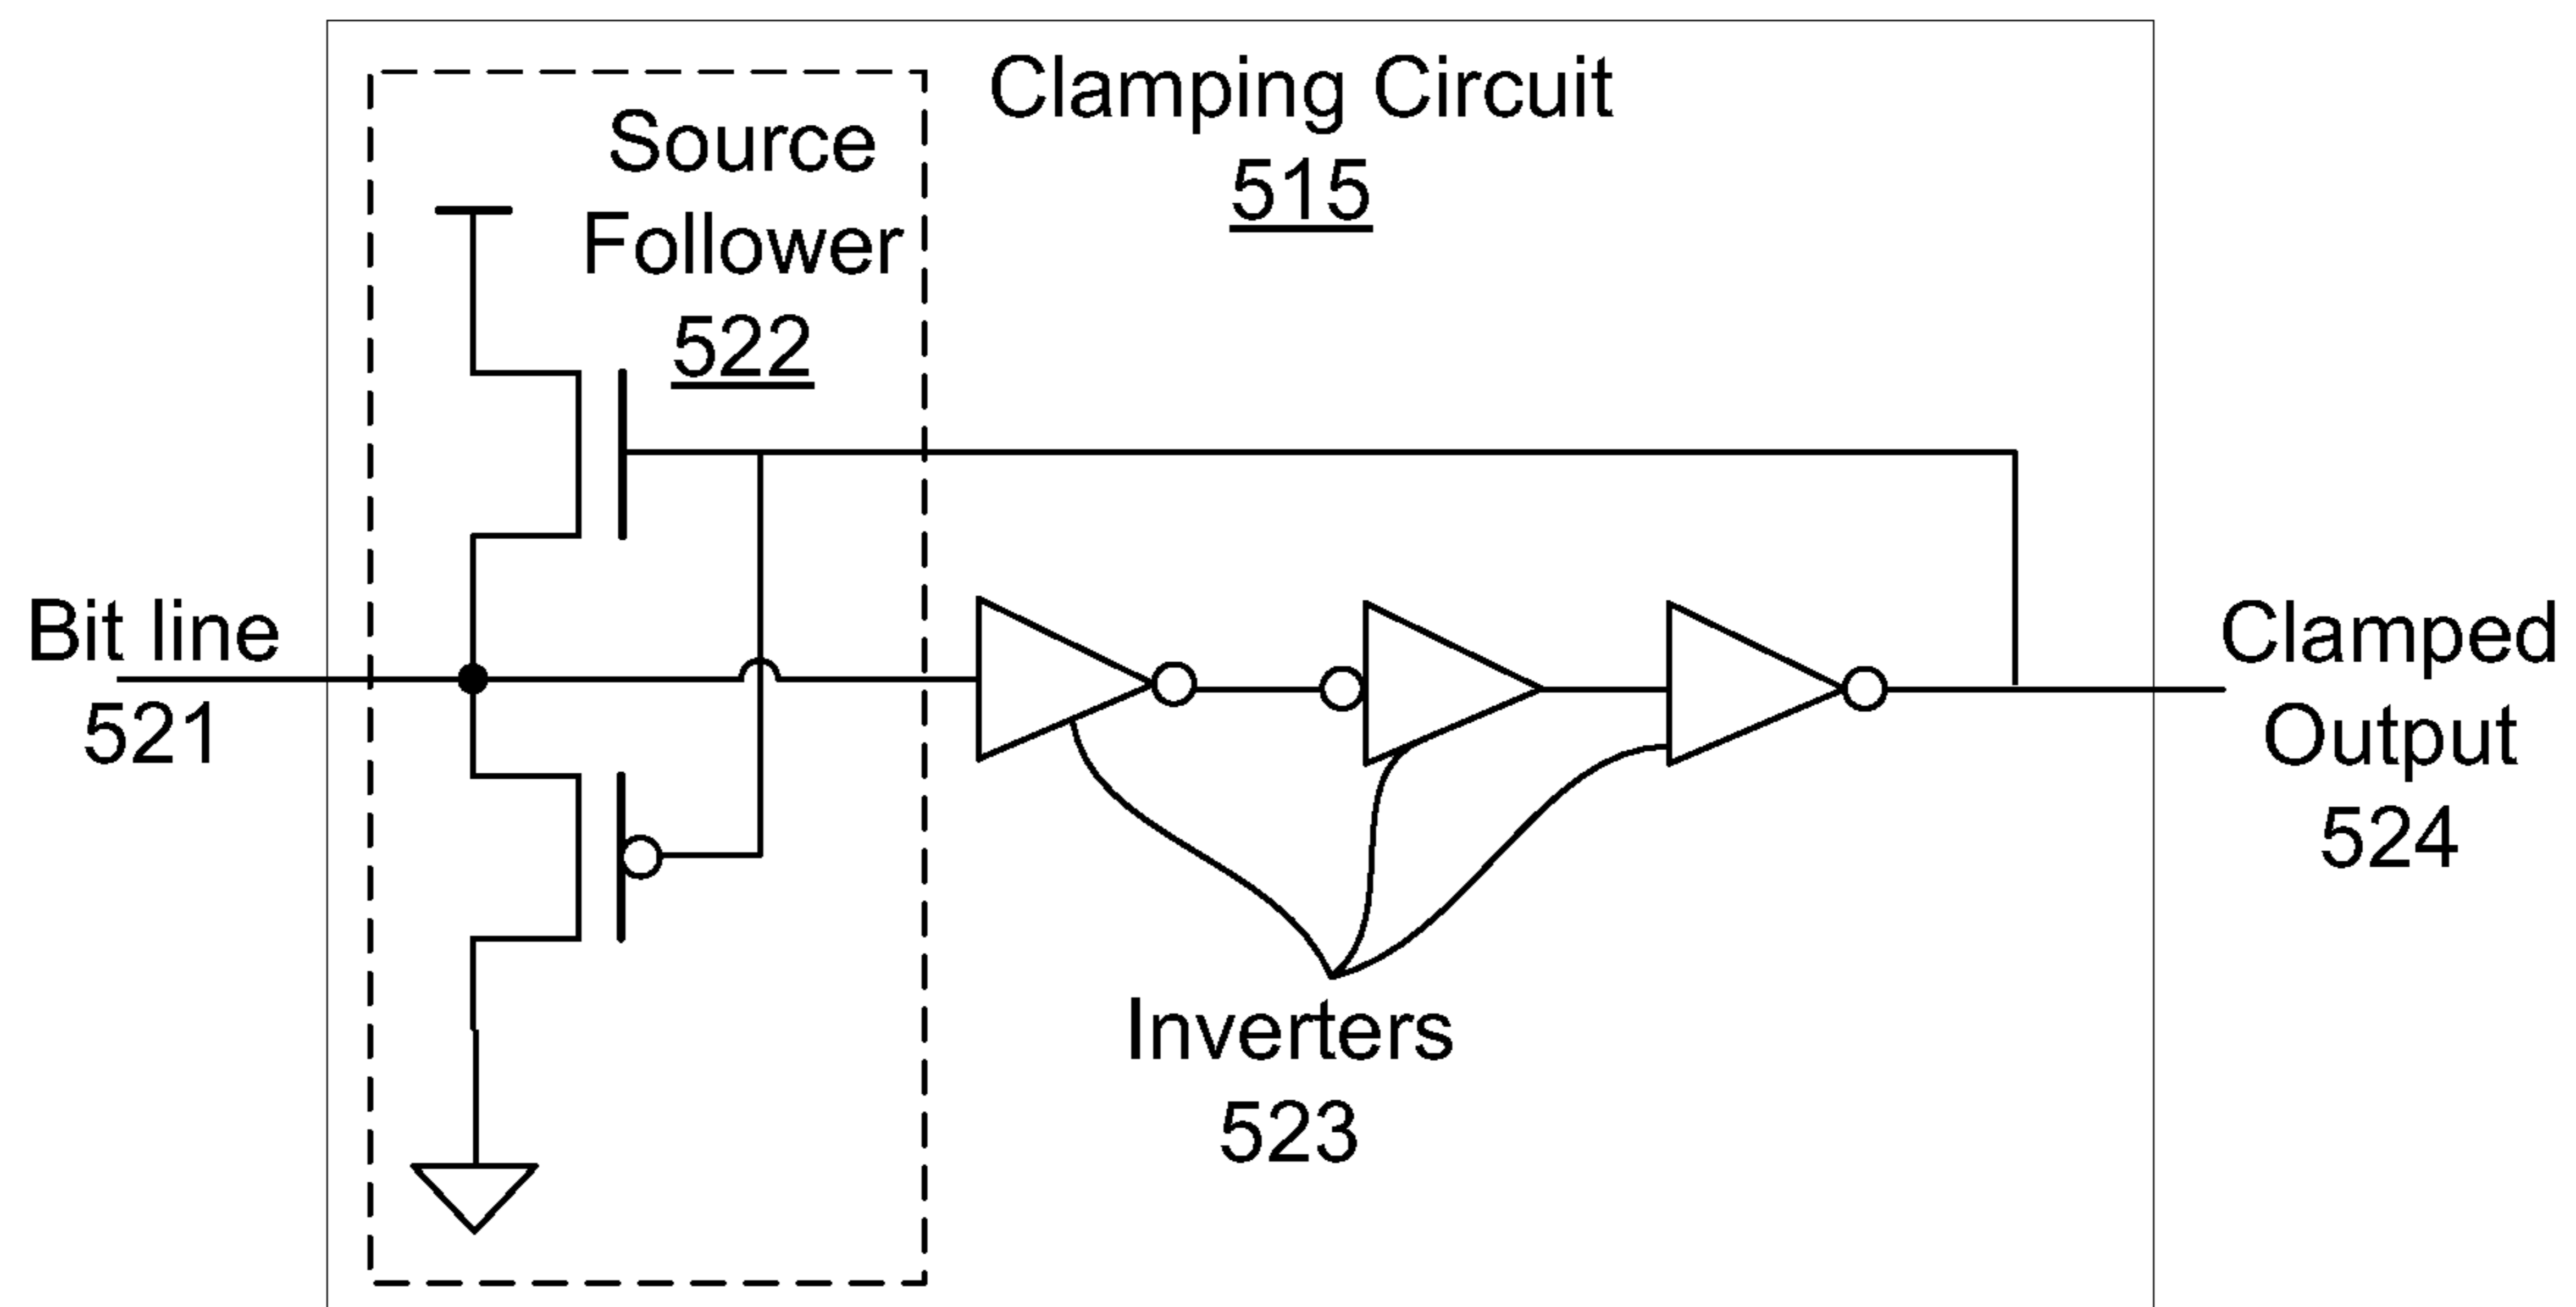 Clamping Circuit
515
Source
Follower
522
Bit line
521
Clamped
Output
524
Inverters
523